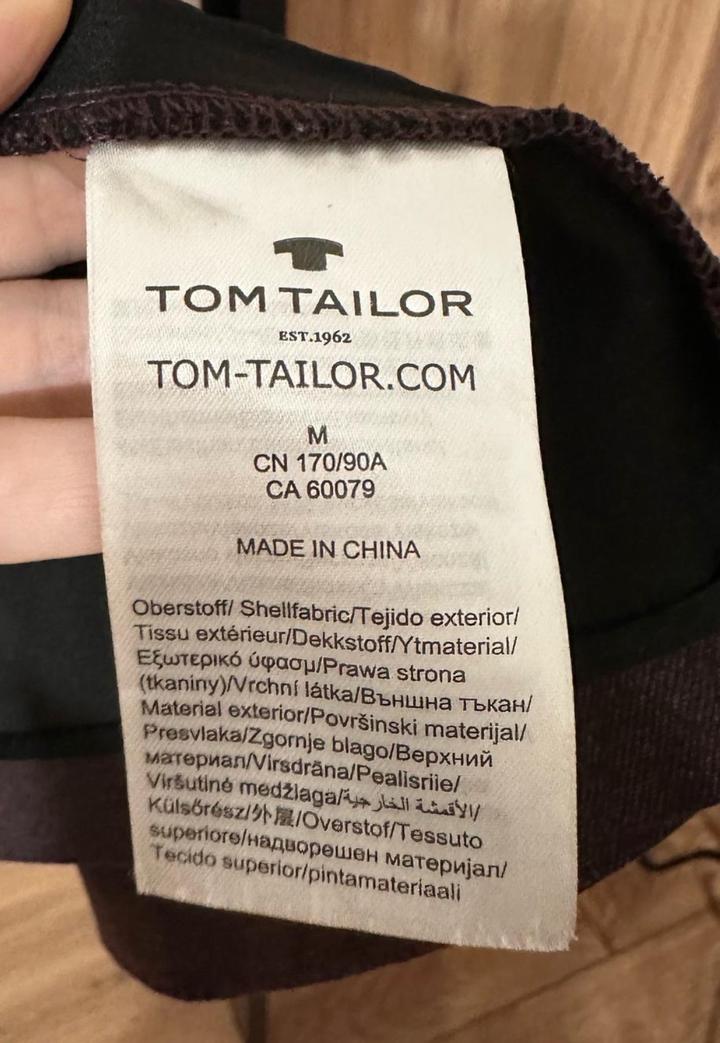 TOM TAILOR
EST.1962
TOM-TAILOR.COM
M
CN 170/90A
CA 60079
MADE IN CHINA
Oberstoff/ Shellfabric/Tejido exterior/
Tissu extérieur/Dekkstoff/Ytmaterial/
Εξωτερικό ύφασμ/Prawa strona
(tkaniny)/Vrchní látka/Външна тъкан/
Material exterior/Površinski materijal/
Presvlaka/Zgornje blago/Верхний
материал/Virsdrāna/Pealisriie/
Viršutinė medžiaga/الأقمشة الخارجية/
Külsőrész/外层/Overstof/Tessuto
superiore/надворешен материјал/
Tecido superior/pintamateriaali